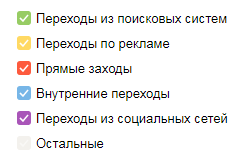 Переходы из поисковых систем
Переходы по рекламе
Прямые заходы
Внутренние переходы
Переходы из социальных сетей
Остальные